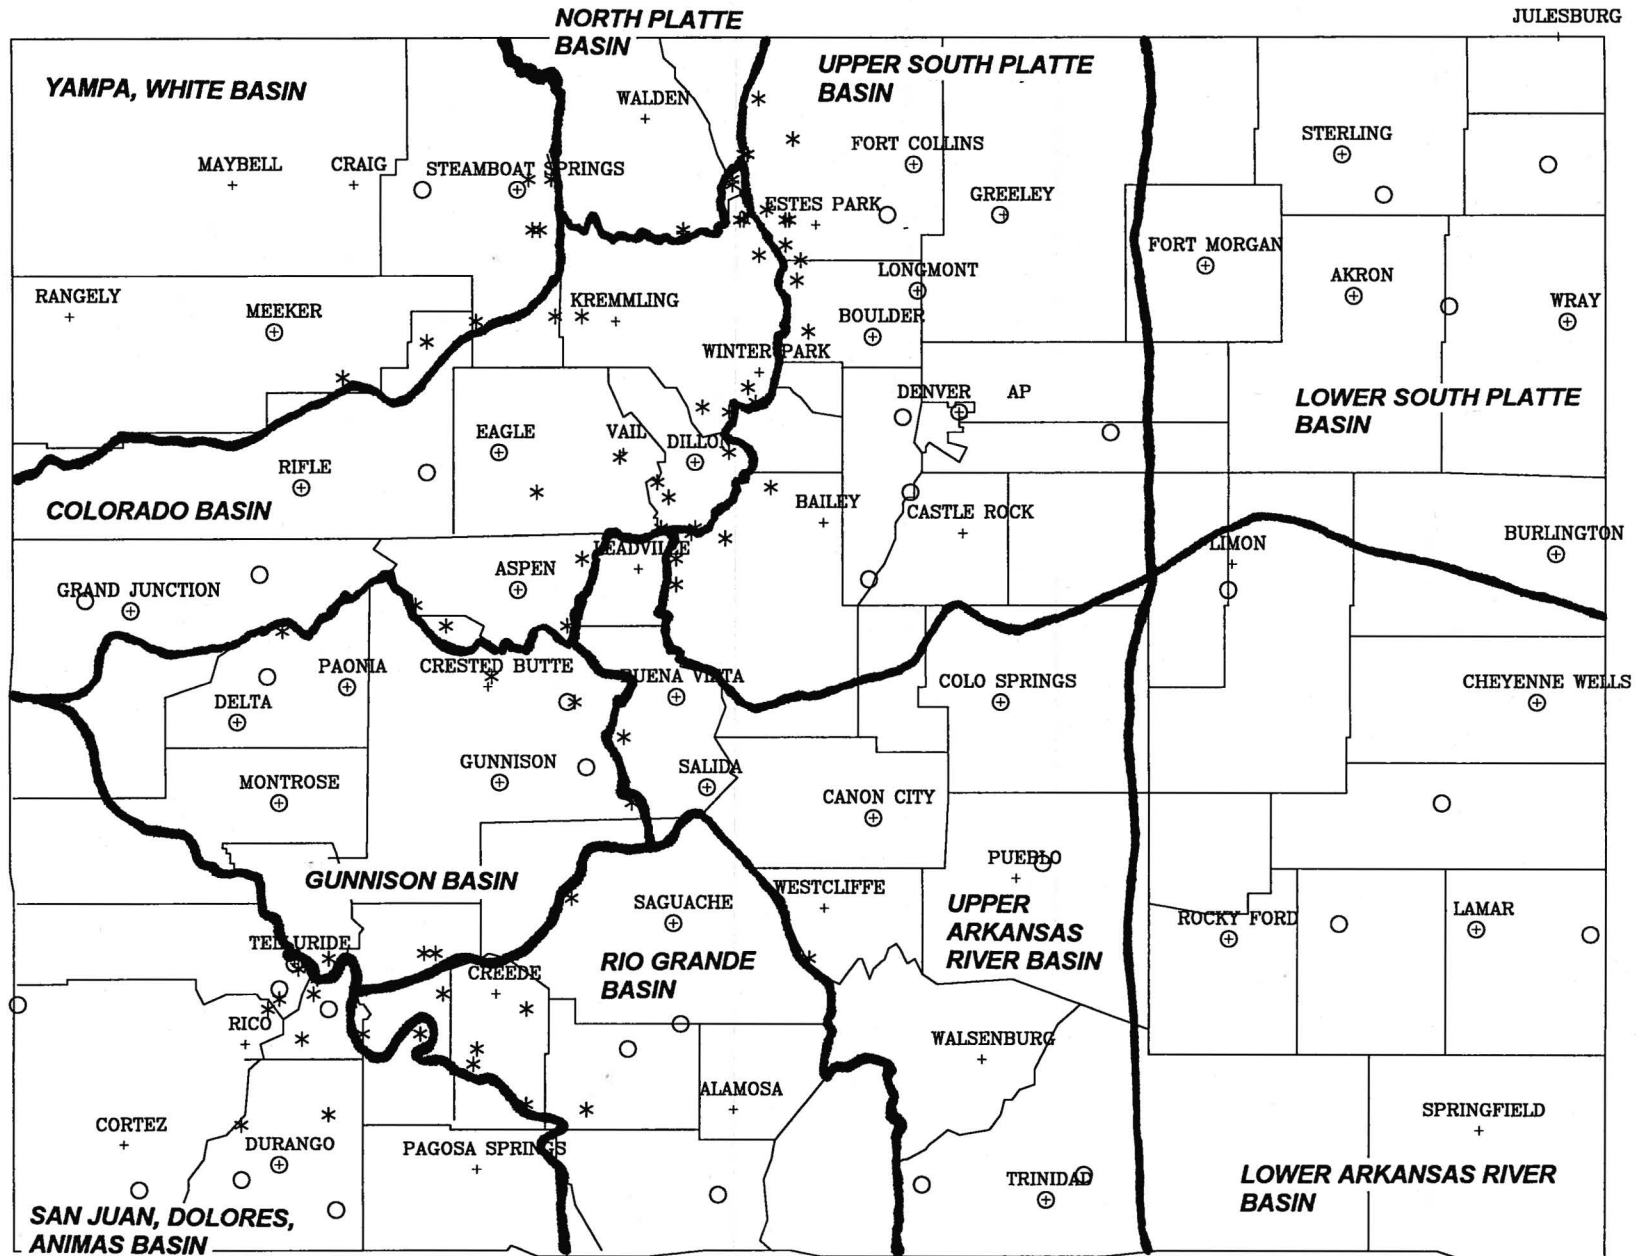 JULESBURG
NORTH PLATTE
BASIN
UPPER SOUTH PLATTE
BASIN
YAMPA, WHITE BASIN
WALDEN
STERLING
FORT COLLINS
MAYBELL
CRAIG
STEAMBOAT SPRINGS
GREELEY
ESTES PARK
FORT MORGAN
LONGMONT
AKRON
RANGELY
MEEKER
KREMMLING
BOULDER
WRAY
WINTER PARK
DENVER AP
LOWER SOUTH PLATTE
BASIN
EAGLE
VAIL
DILLON
RIFLE
BAILEY
COLORADO BASIN
CASTLE ROCK
LEADVILLE
LIMON
BURLINGTON
ASPEN
GRAND JUNCTION
PAONIA
CRESTED BUTTE
BUENA VISTA
COLO SPRINGS
CHEYENNE WELLS
DELTA
GUNNISON
SALIDA
MONTROSE
CANON CITY
PUEBLO
GUNNISON BASIN
WESTCLIFFE
SAGUACHE
UPPER
ARKANSAS
RIVER BASIN
ROCKY FORD
LAMAR
TELLURIDE
RIO GRANDE
BASIN
CREEDE
RICO
WALSENBURG
ALAMOSA
SPRINGFIELD
CORTEZ
DURANGO
PAGOSA SPRINGS
TRINIDAD
LOWER ARKANSAS RIVER
BASIN
SAN JUAN, DOLORES,
ANIMAS BASIN